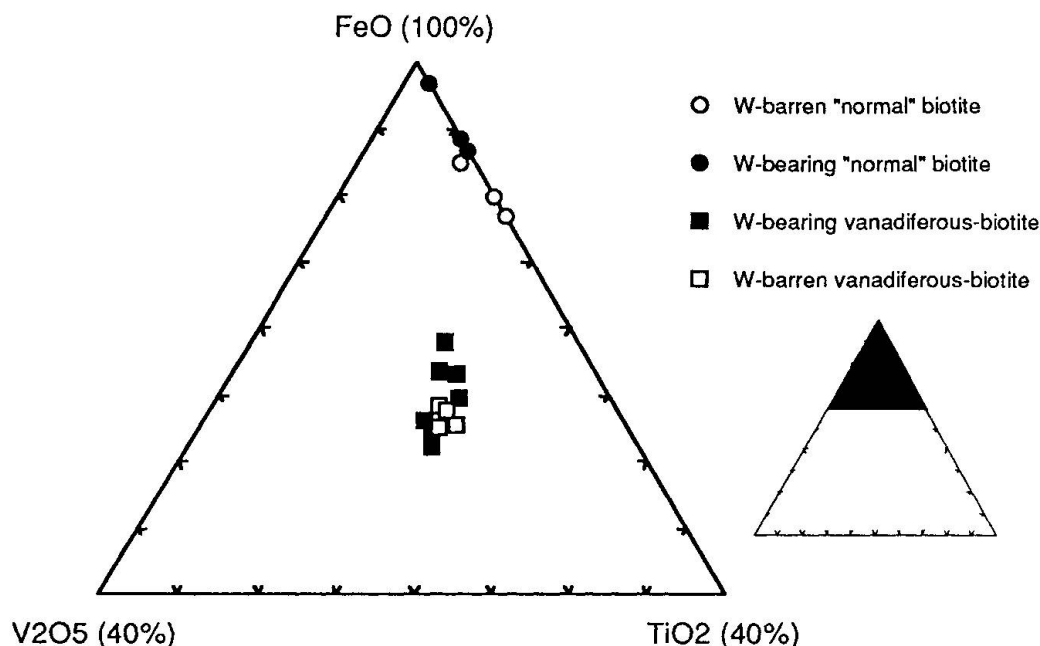 FeO (100%)
W-barren "normal" biotite
W-bearing "normal" biotite
W-bearing vanadiferous-biotite
W-barren vanadiferous-biotite
V2O5 (40%)
TiO2 (40%)